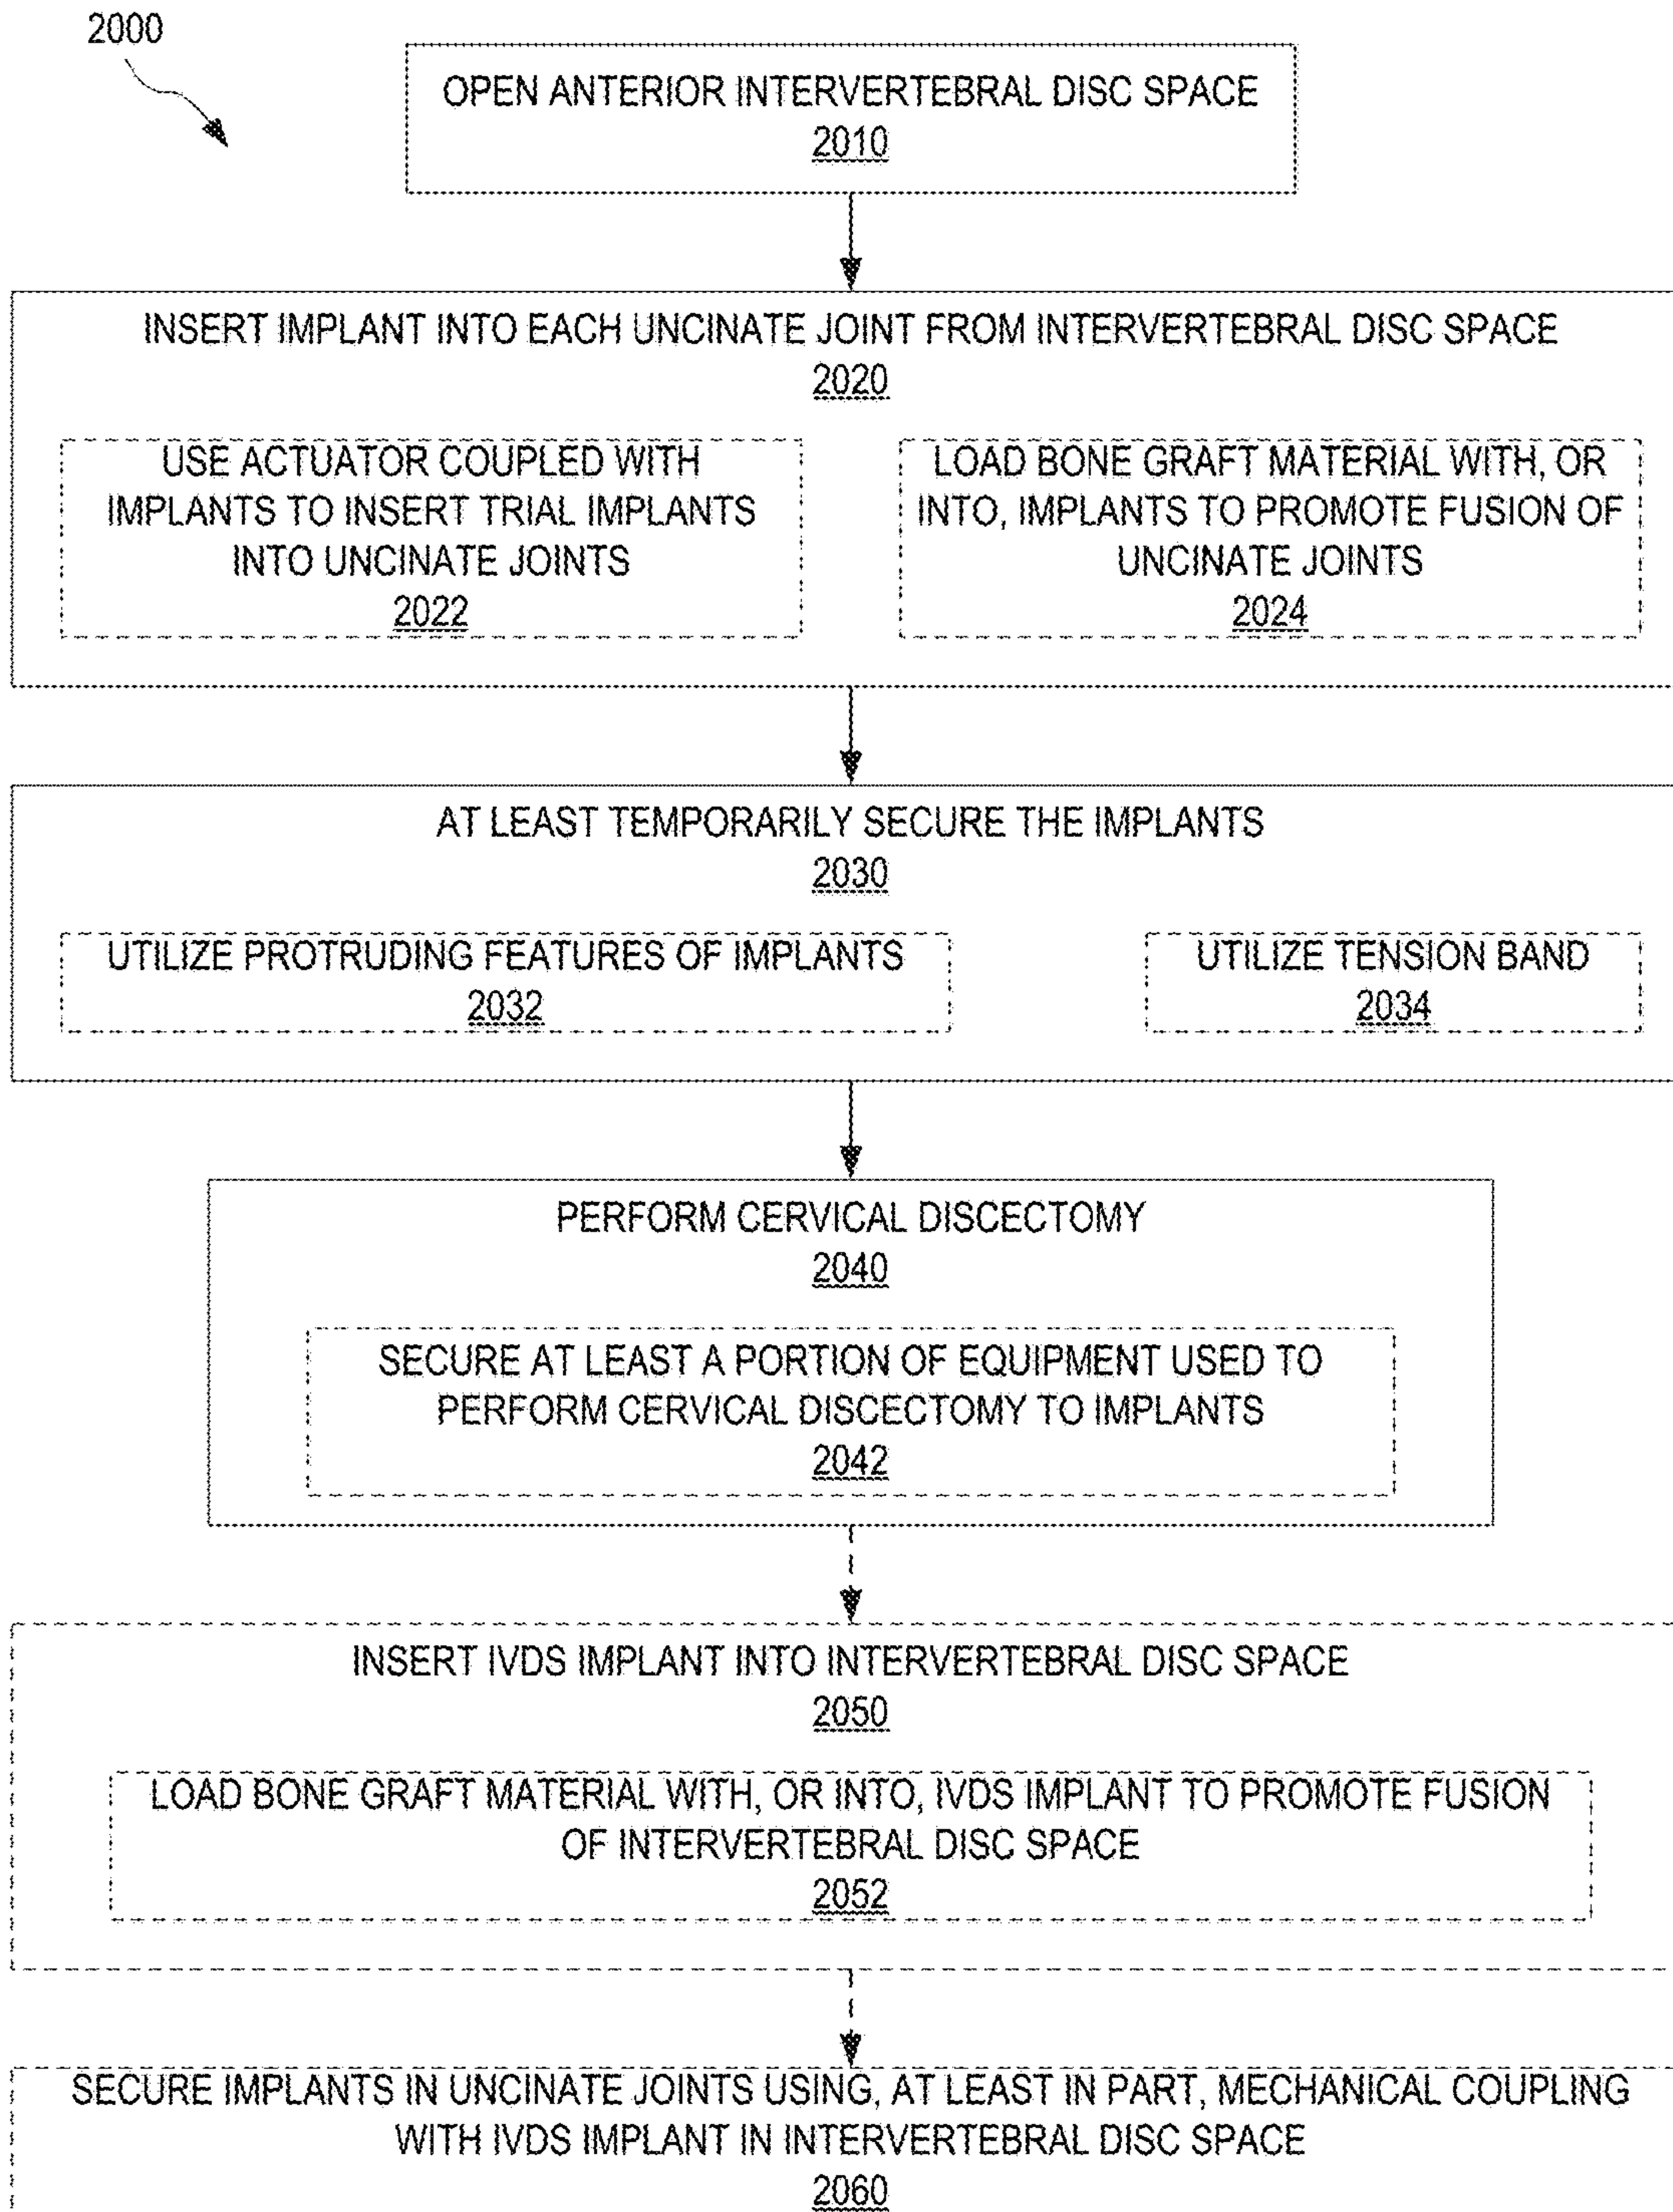 2000
OPEN ANTERIOR INTERVERTEBRAL DISC SPACE
2010
INSERT IMPLANT INTO EACH UNCINATE JOINT FROM INTERVERTEBRAL DISC SPACE
2020
USE ACTUATOR COUPLED WITH
IMPLANTS TO INSERT TRIAL IMPLANTS
INTO UNCINATE JOINTS
2022
LOAD BONE GRAFT MATERIAL WITH, OR
INTO, IMPLANTS TO PROMOTE FUSION OF
UNCINATE JOINTS
2024
AT LEAST TEMPORARILY SECURE THE IMPLANTS
2030
UTILIZE PROTRUDING FEATURES OF IMPLANTS
2032
UTILIZE TENSION BAND
2034
PERFORM CERVICAL DISCECTOMY
2040
SECURE AT LEAST A PORTION OF EQUIPMENT USED TO
PERFORM CERVICAL DISCECTOMY TO IMPLANTS
2042
INSERT IVDS IMPLANT INTO INTERVERTEBRAL DISC SPACE
2050
LOAD BONE GRAFT MATERIAL WITH, OR INTO, IVDS IMPLANT TO PROMOTE FUSION
OF INTERVERTEBRAL DISC SPACE
2052
SECURE IMPLANTS IN UNCINATE JOINTS USING, AT LEAST IN PART, MECHANICAL COUPLING
WITH IVDS IMPLANT IN INTERVERTEBRAL DISC SPACE
2060